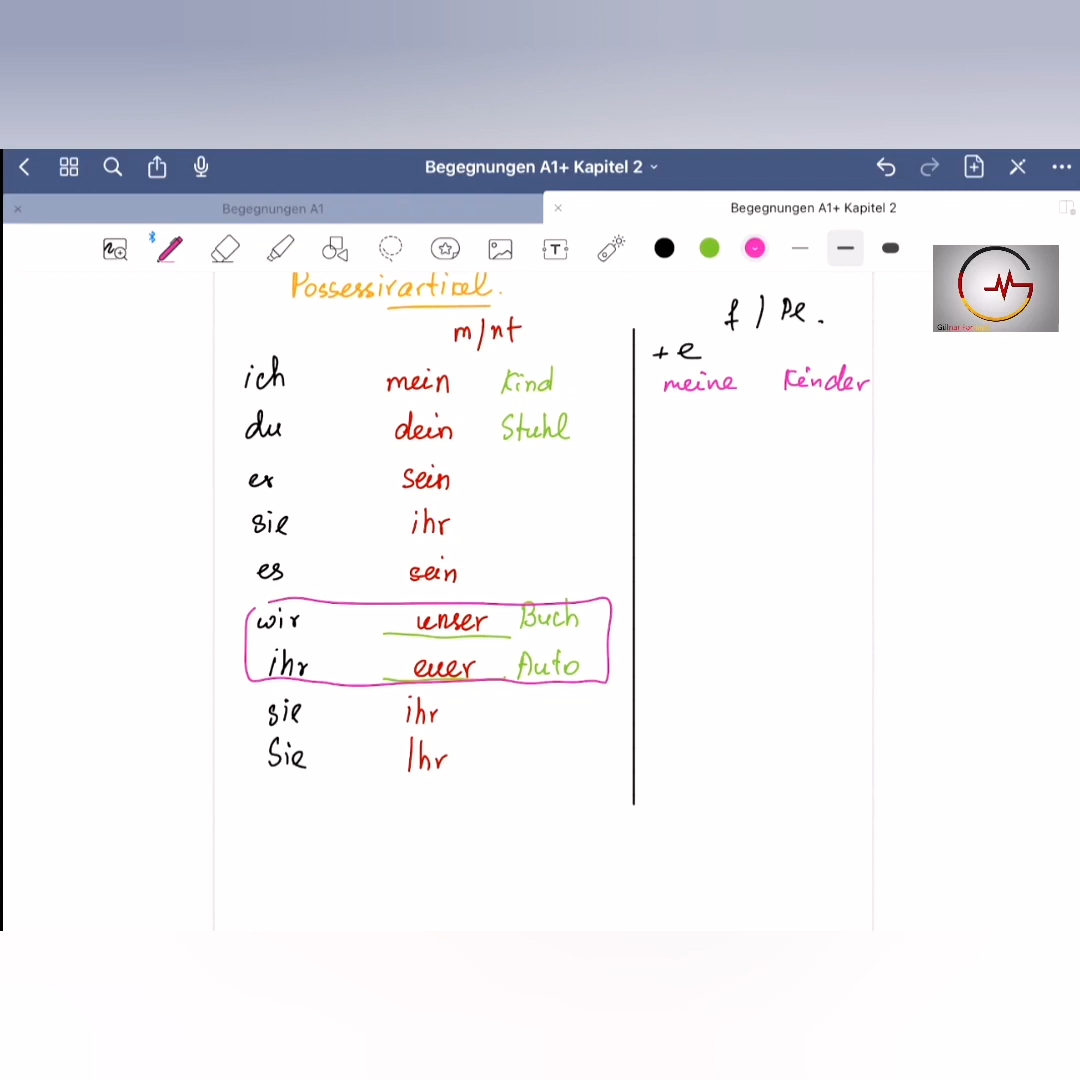 Begegnungen A1+ Kapitel 2
Begegnungen A1
Begegnungen A1+ Kapitel 2
Possessivartikel.
m/nt
f / Pl.
+e
ich mein Kind meine Kinder
du dein Stuhl
er sein
sie ihr
es sein
wir unser Buch
ihr euer Auto
sie ihr
Sie Ihr